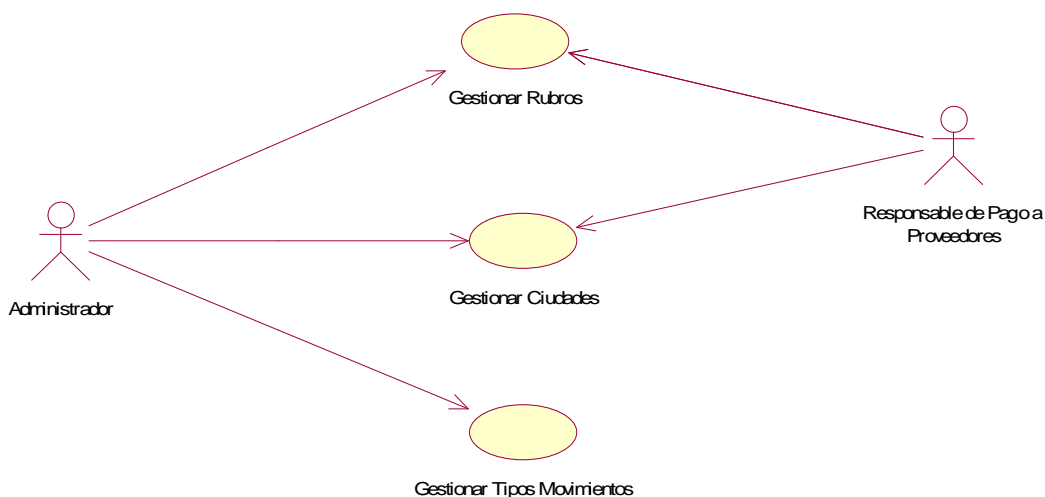 Gestionar Rubros
Responsable de Pago a
Proveedores
Gestionar Ciudades
Administrador
Gestionar Tipos Movimientos